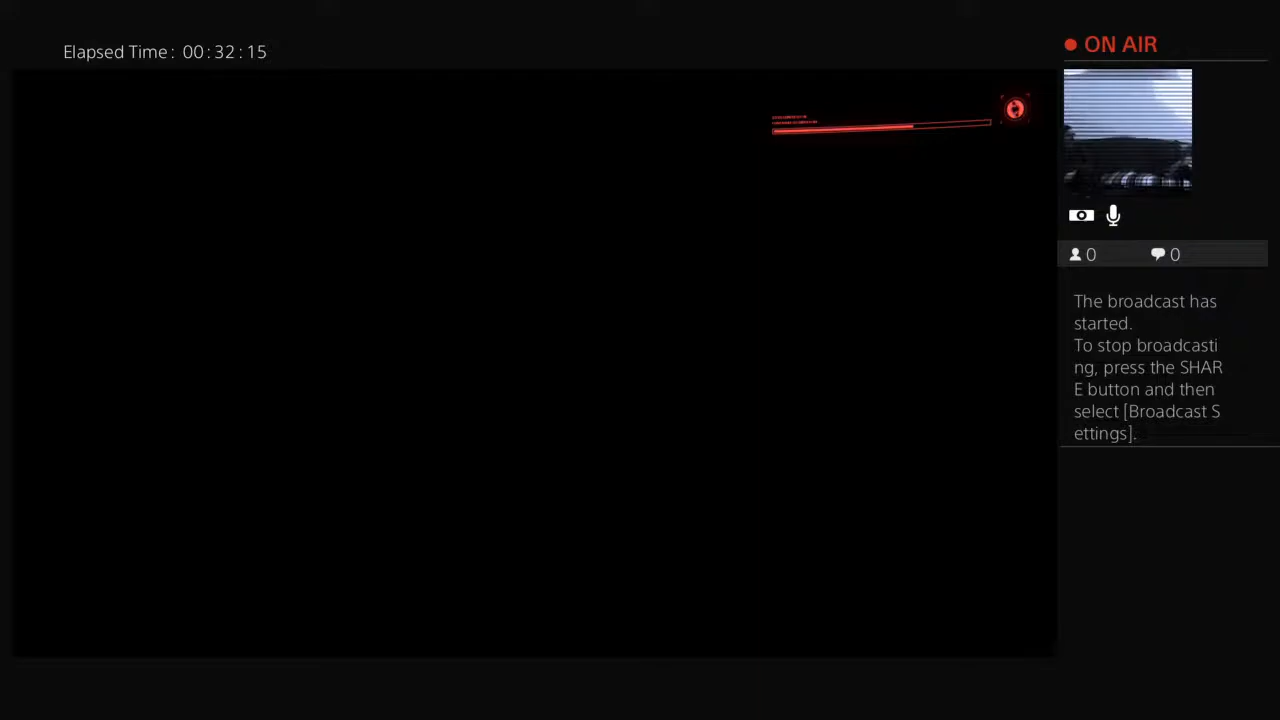 Elapsed Time: 00:32:15
ON AIR
0
0
The broadcast has
started.
To stop broadcasti
ng, press the SHAR
E button and then
select [Broadcast S
ettings].